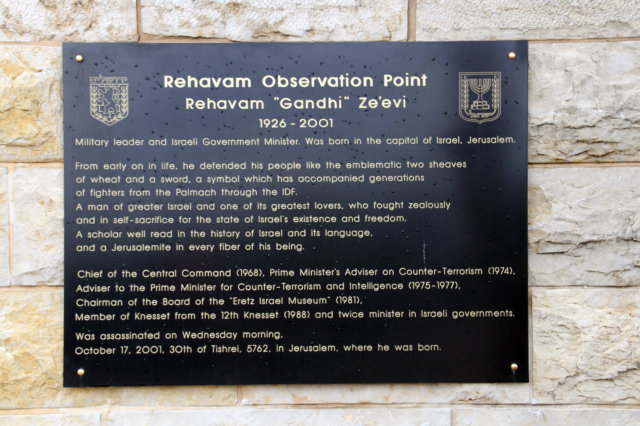 Rehavam Observation Point
Rehavam "Gandhi" Ze'evi
1926 - 2001
Military leader and Israeli Government Minister. Was born in the capital of Israel, Jerusalem.
From early on in life, he defended his people like the emblematic two sheaves
of wheat and a sword, a symbol which has accompanied generations
of fighters from the Palmach through the IDF.
A man of greater Israel and one of its greatest lovers, who fought zealously
and in self-sacrifice for the state of Israel's existence and freedom.
A scholar well read in the history of Israel and its language,
and a Jerusalemite in every fiber of his being.
Chief of the Central Command (1968), Prime Minister's Adviser on Counter-Terrorism (1974),
Adviser to the Prime Minister for Counter-Terrorism and Intelligence (1975-1977),
Chairman of the Board of the "Eretz Israel Museum" (1981),
Member of Knesset from the 12th Knesset (1988) and twice minister in Israeli governments.
Was assassinated on Wednesday morning,
October 17, 2001, 30th of Tishrei, 5762, in Jerusalem, where he was born.